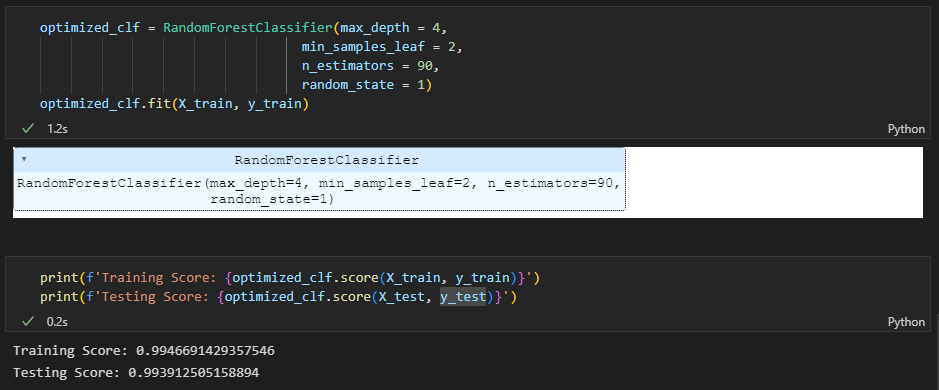 optimized_clf = RandomForestClassifier(max_depth = 4,
min_samples_leaf = 2,
n_estimators = 90,
random_state = 1)
optimized_clf.fit(X_train, y_train)
✓ 1.2s Python
▾ RandomForestClassifier
RandomForestClassifier(max_depth=4, min_samples_leaf=2, n_estimators=90,
random_state=1)
print(f'Training Score: {optimized_clf.score(X_train, y_train)}')
print(f'Testing Score: {optimized_clf.score(X_test, y_test)}')
✓ 0.2s Python
Training Score: 0.9946691429357546
Testing Score: 0.993912505158894